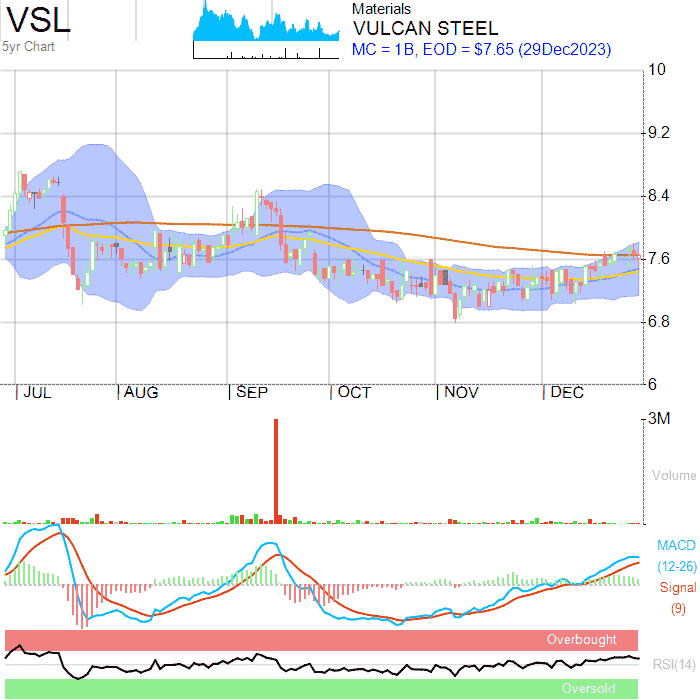 VSL
5yr Chart
Materials
VULCAN STEEL
MC = 1B, EOD = $7.65 (29Dec2023)
10
9.2
8.4
7.6
6.8
6
JUL AUG SEP OCT NOV DEC
3M
Volume
MACD
(12-26)
Signal
(9)
Overbought
RSI(14)
Oversold